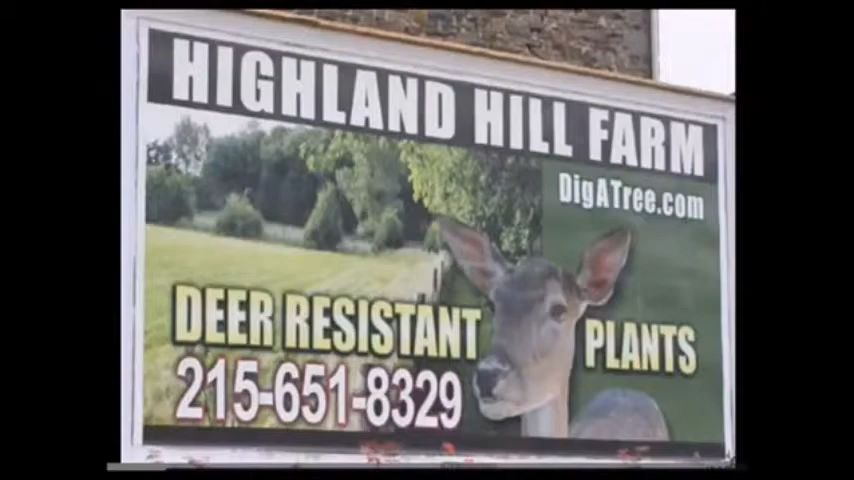 HIGHLAND HILL FARM
DigATree.com
DEER RESISTANT PLANTS
215-651-8329